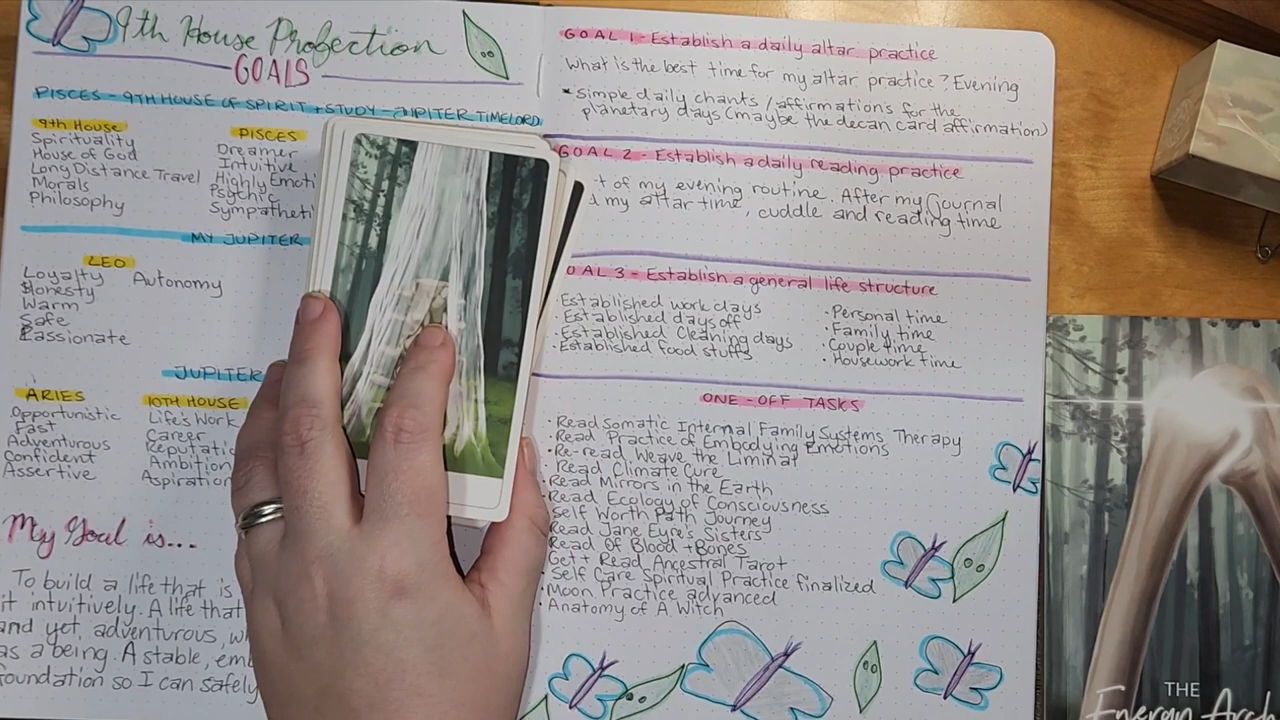 9th House Profection
GOALS
PISCES - 9TH HOUSE OF SPIRIT + STUDY - JUPITER TIMELORD
9th House
Spirituality
House of God
Long Distance Travel
Morals
Philosophy
PISCES
Dreamer
Intuitive
Highly Emoti
Psychic
Sympatheti
MY JUPITER
LEO
Loyalty
Honesty
Warm
Safe
Passionate
Autonomy
JUPITER
ARIES
Opportunistic
Fast
Adventurous
Confident
Assertive
10TH HOUSE
Life's Work
Career
Reputatio
Ambition
Aspiration
My Goal is...
To build a life that is
it intuitively. A life that
and yet, adventurous, w
as a being. A stable, emb
foundation so I can safely
GOAL 1 - Establish a daily altar practice
What is the best time for my altar practice? Evening
*simple daily chants / affirmations for the
planetary days (maybe the decan card affirmation)
GOAL 2 - Establish a daily reading practice
t of my evening routine. After my journal
d my altar time, cuddle and reading time
OAL 3 - Establish a general life structure
· Established work days
· Established days off
· Established Cleaning days
· Established food stuffs
· Personal time
· Family time
· Couple time
· Housework time
ONE-OFF TASKS
· Read Somatic Internal Family Systems Therapy
· Read Practice of Embodying Emotions
· Re-read Weave the Liminal
· Read Climate Cure
· Read Mirrors in the Earth
· Read Ecology of Consciousness
· Self Worth Path Journey
· Read Jane Eyre's Sisters
· Read Of Blood + Bones
· Get + Read Ancestral Tarot
· Self Care Spiritual Practice finalized
· Moon Practice advanced
· Anatomy of A Witch
THE
Energy Arch